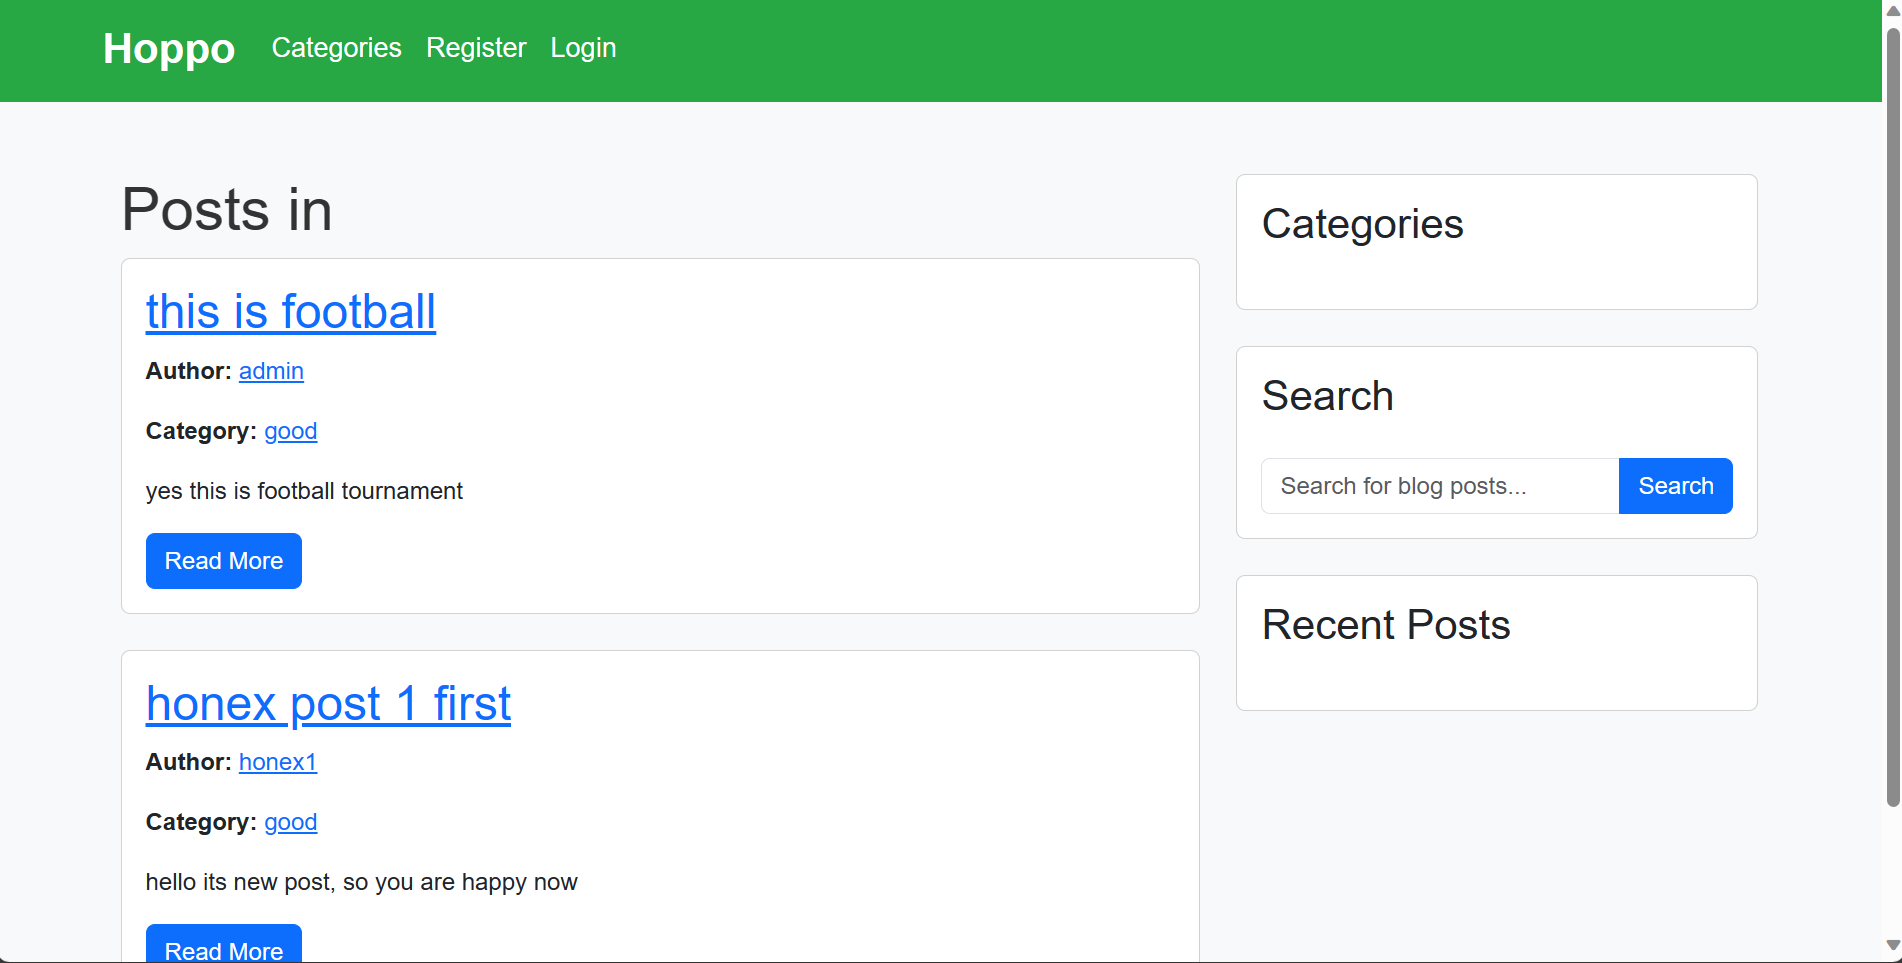 Hoppo Categories Register Login
Posts in
this is football
Author: admin
Category: good
yes this is football tournament
Read More
honex post 1 first
Author: honex1
Category: good
hello its new post, so you are happy now
Read More
Categories
Search
Search for blog posts... Search
Recent Posts